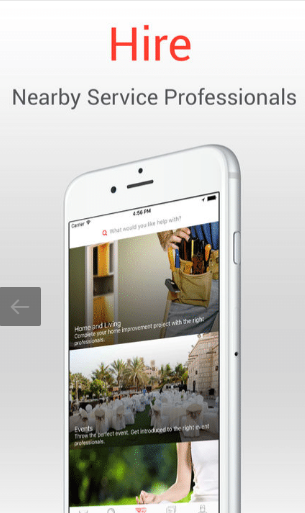 Hire
Nearby Service Professionals
Carrier
4:56 PM
What would you like help with?
Home and Living
Complete your home improvement project with the right
professionals.
Events
Throw the perfect event. Get introduced to the right event
professionals.